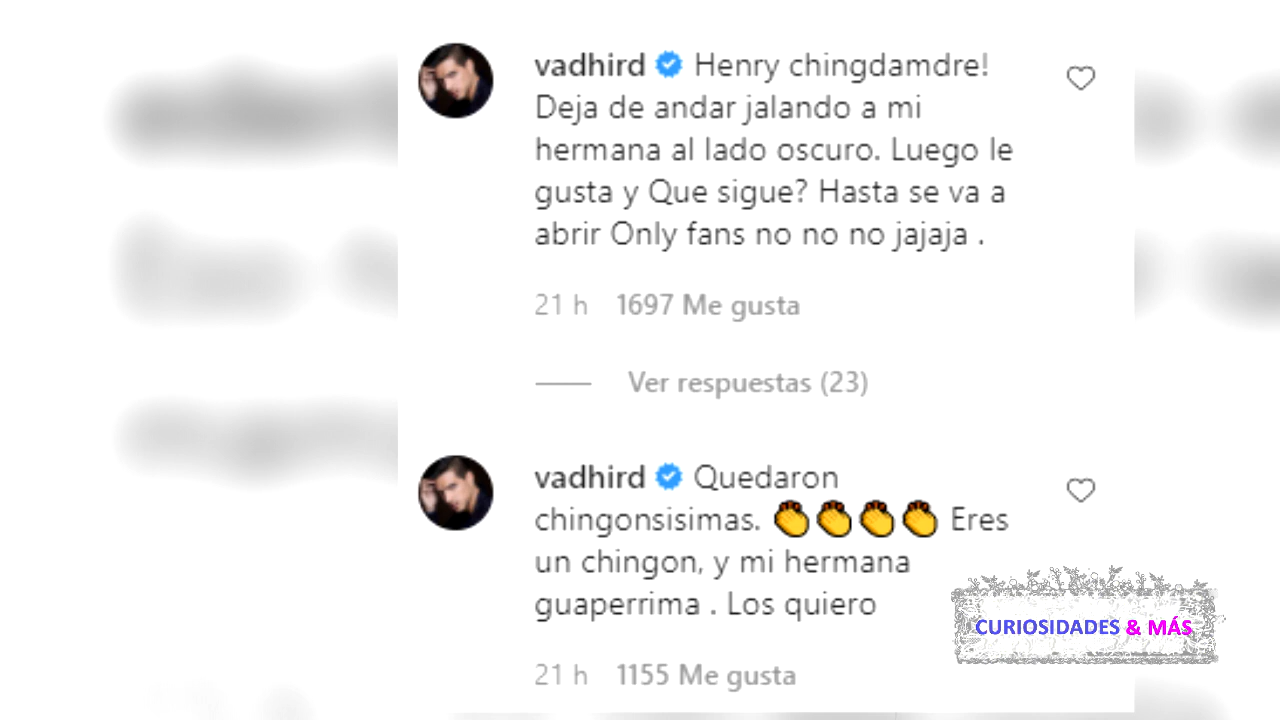 vadhird Henry chingdamdre!
Deja de andar jalando a mi
hermana al lado oscuro. Luego le
gusta y Que sigue? Hasta se va a
abrir Only fans no no no jajaja .
21 h 1697 Me gusta
Ver respuestas (23)
vadhird Quedaron
chingonsisimas. 👏👏👏👏 Eres
un chingon, y mi hermana
guaperrima . Los quiero
CURIOSIDADES & MÁS
21 h 1155 Me gusta